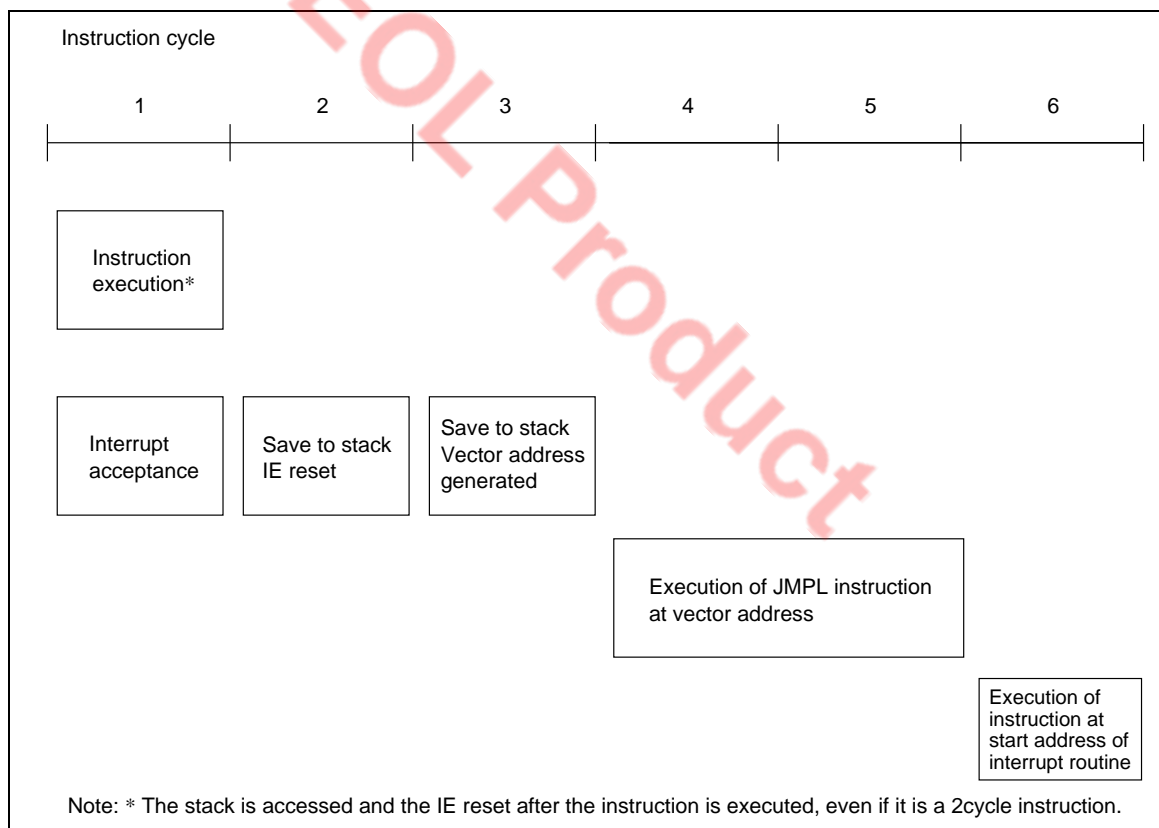 Instruction cycle
1 2 3 4 5 6
Instruction
execution*
Interrupt
acceptance
Save to stack
IE reset
Save to stack
Vector address
generated
Execution of JMPL instruction
at vector address
Execution of
instruction at
start address of
interrupt routine
Note: * The stack is accessed and the IE reset after the instruction is executed, even if it is a 2cycle instruction.
EOL Product